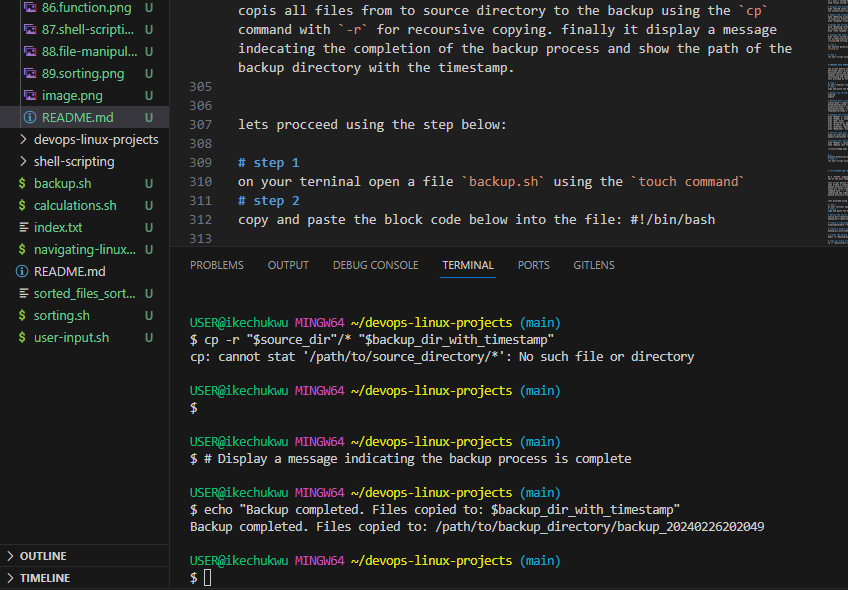 86.function.png U
87.shell-scripti... U
88.file-manipul... U
89.sorting.png U
image.png U
README.md U
devops-linux-projects
shell-scripting
backup.sh U
calculations.sh U
index.txt U
navigating-linux... U
README.md
sorted_files_sort... U
sorting.sh U
user-input.sh U
OUTLINE
TIMELINE
copis all files from to source directory to the backup using the `cp`
command with `-r` for recoursive copying. finally it display a message
indecating the completion of the backup process and show the path of the
backup directory with the timestamp.
305
306
307 lets procceed using the step below:
308
309 # step 1
310 on your terninal open a file `backup.sh` using the `touch command`
311 # step 2
312 copy and paste the block code below into the file: #!/bin/bash
313
PROBLEMS OUTPUT DEBUG CONSOLE TERMINAL PORTS GITLENS
USER@ikechukwu MINGW64 ~/devops-linux-projects (main)
$ cp -r "$source_dir"/* "$backup_dir_with_timestamp"
cp: cannot stat '/path/to/source_directory/*': No such file or directory
USER@ikechukwu MINGW64 ~/devops-linux-projects (main)
$
USER@ikechukwu MINGW64 ~/devops-linux-projects (main)
$ # Display a message indicating the backup process is complete
USER@ikechukwu MINGW64 ~/devops-linux-projects (main)
$ echo "Backup completed. Files copied to: $backup_dir_with_timestamp"
Backup completed. Files copied to: /path/to/backup_directory/backup_20240226202049
USER@ikechukwu MINGW64 ~/devops-linux-projects (main)
$